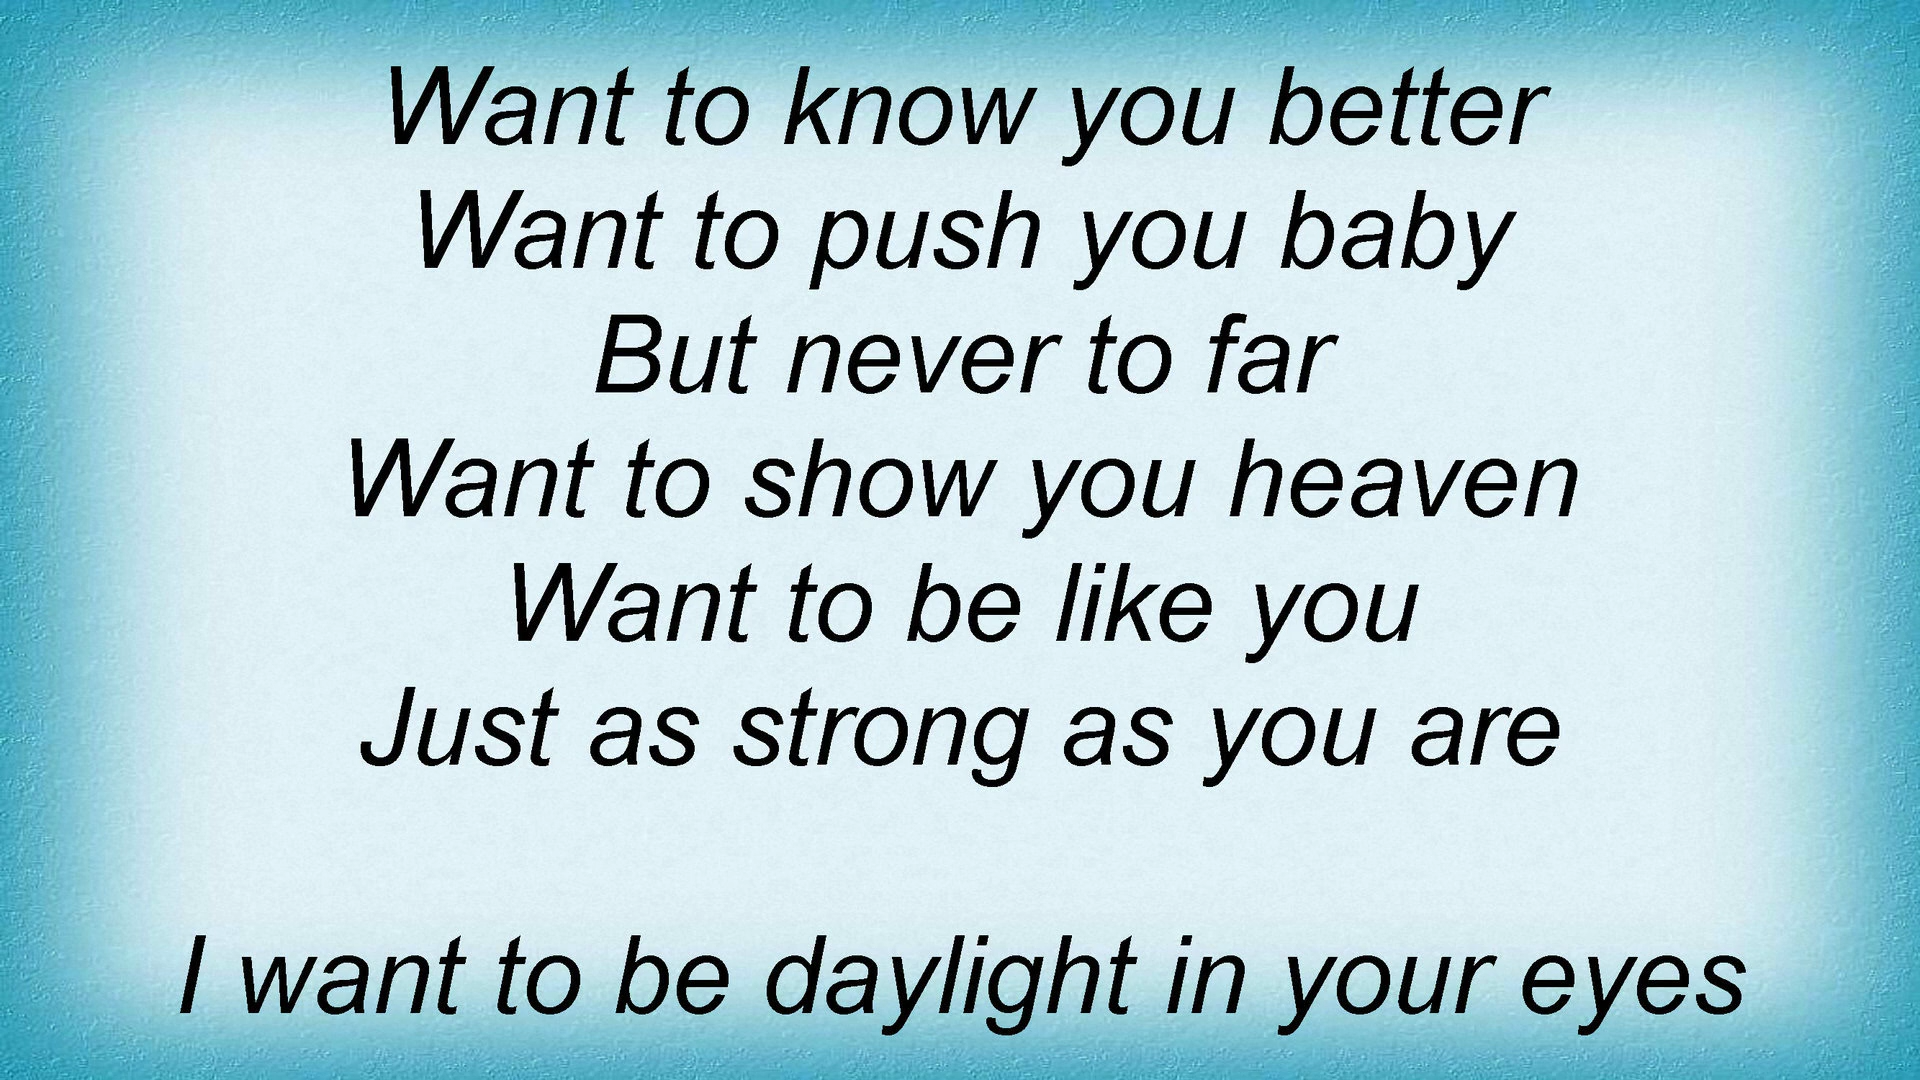 Want to know you better
Want to push you baby
But never to far
Want to show you heaven
Want to be like you
Just as strong as you are
I want to be daylight in your eyes